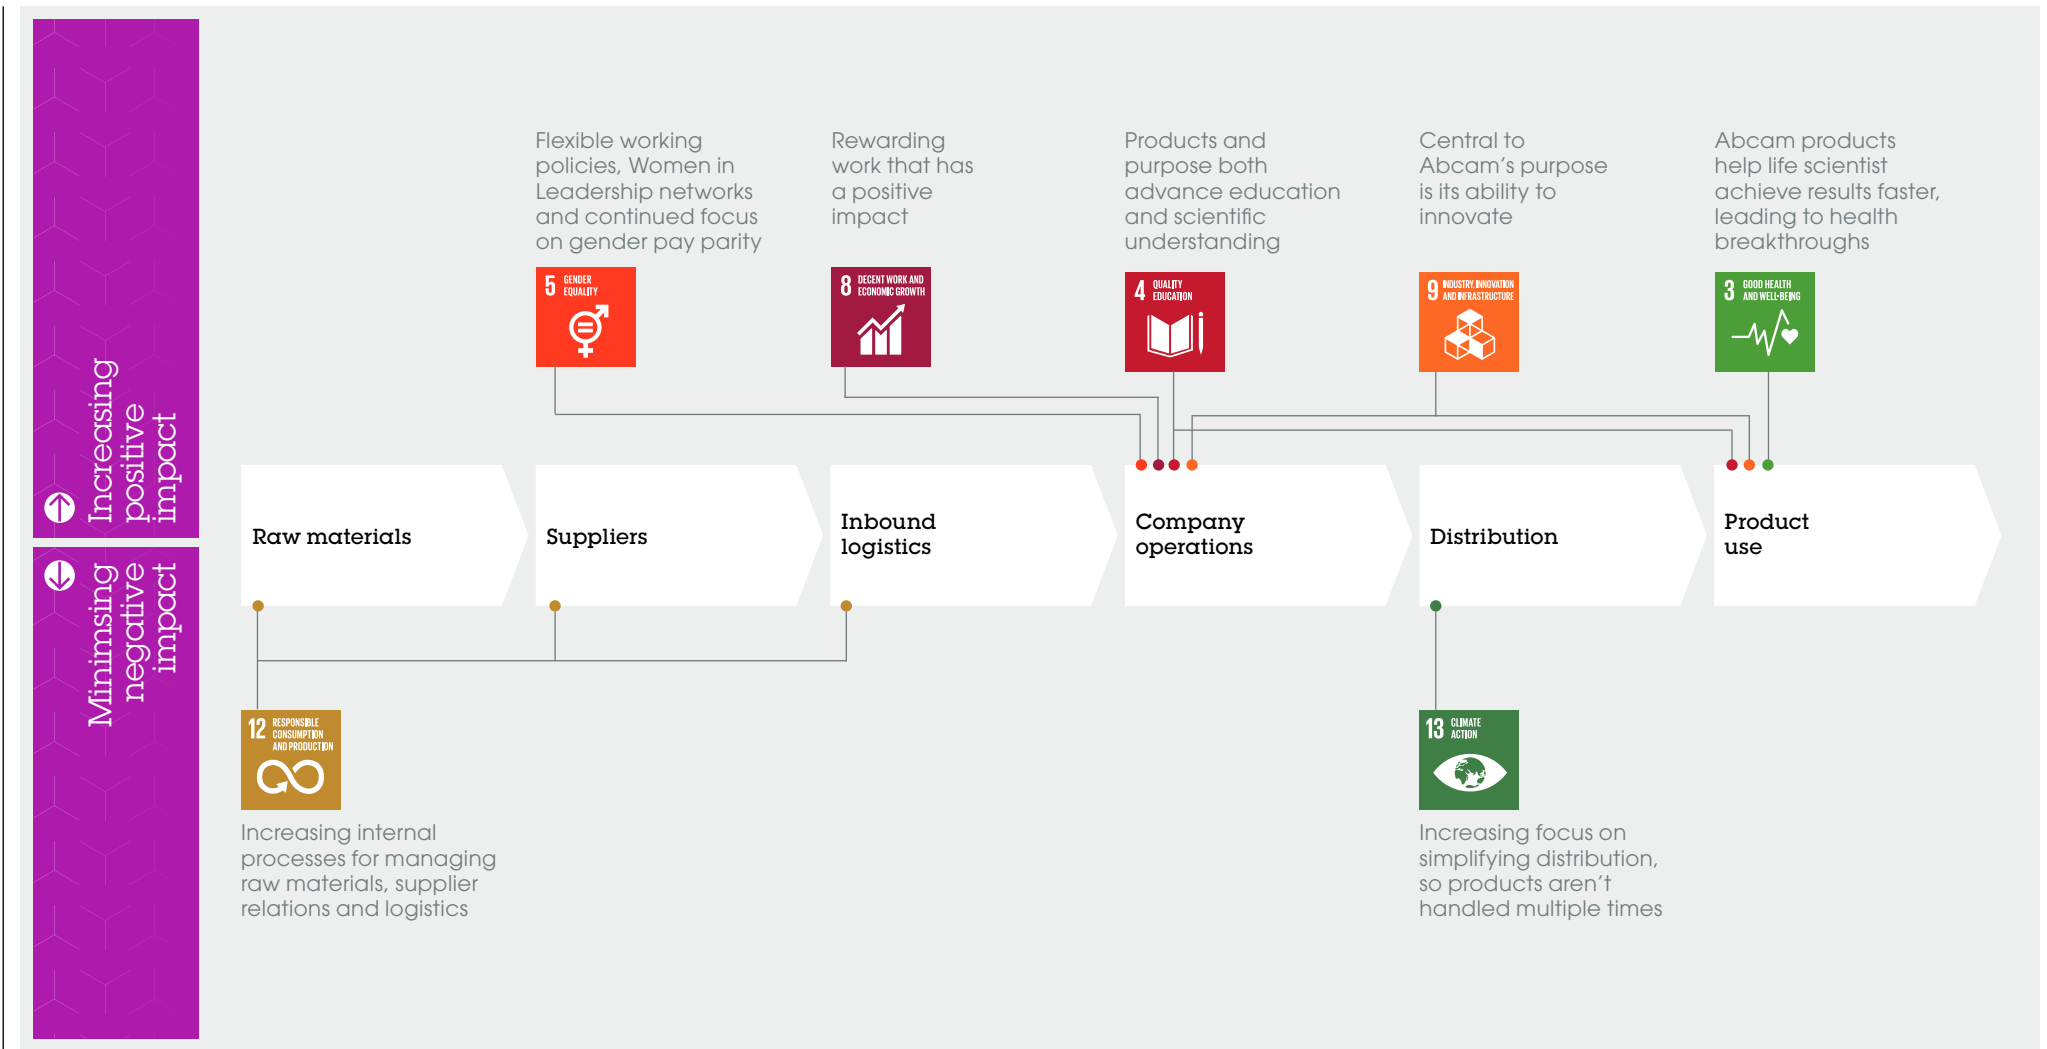 Increasing
positive
impact
Minimsing
negative
impact
Flexible working
policies, Women in
Leadership networks
and continued focus
on gender pay parity
5 GENDER
EQUALITY
Rewarding
work that has
a positive
impact
8 DECENT WORK AND
ECONOMIC GROWTH
Products and
purpose both
advance education
and scientific
understanding
4 QUALITY
EDUCATION
Central to
Abcam's purpose
is its ability to
innovate
9 INDUSTRY, INNOVATION
AND INFRASTRUCTURE
Abcam products
help life scientist
achieve results faster,
leading to health
breakthroughs
3 GOOD HEALTH
AND WELL-BEING
Raw materials
Suppliers
Inbound
logistics
Company
operations
Distribution
Product
use
12 RESPONSIBLE
CONSUMPTION
AND PRODUCTION
Increasing internal
processes for managing
raw materials, supplier
relations and logistics
13 CLIMATE
ACTION
Increasing focus on
simplifying distribution,
so products aren't
handled multiple times